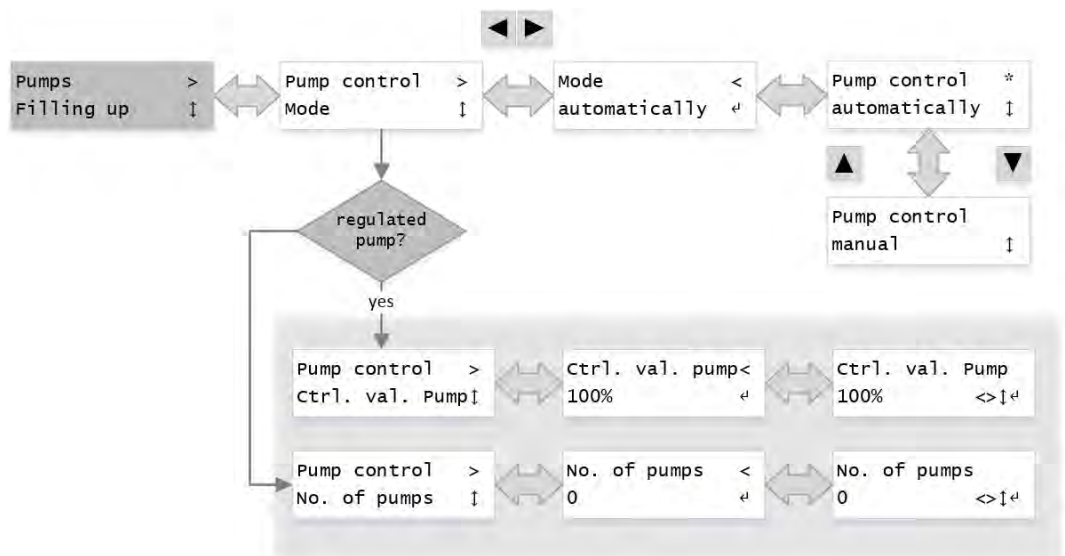 ◀ ▶
Pumps >
Filling up ↕
Pump control >
Mode ↕
Mode <
automatically ↵
Pump control *
automatically ↕
▲ ▼
Pump control
manual ↕
regulated
pump?
yes
Pump control >
Ctrl. val. Pump↕
Ctrl. val. pump<
100% ↵
Ctrl. val. Pump
100% <>↕↵
Pump control >
No. of pumps ↕
No. of pumps <
0 ↵
No. of pumps
0 <>↕↵